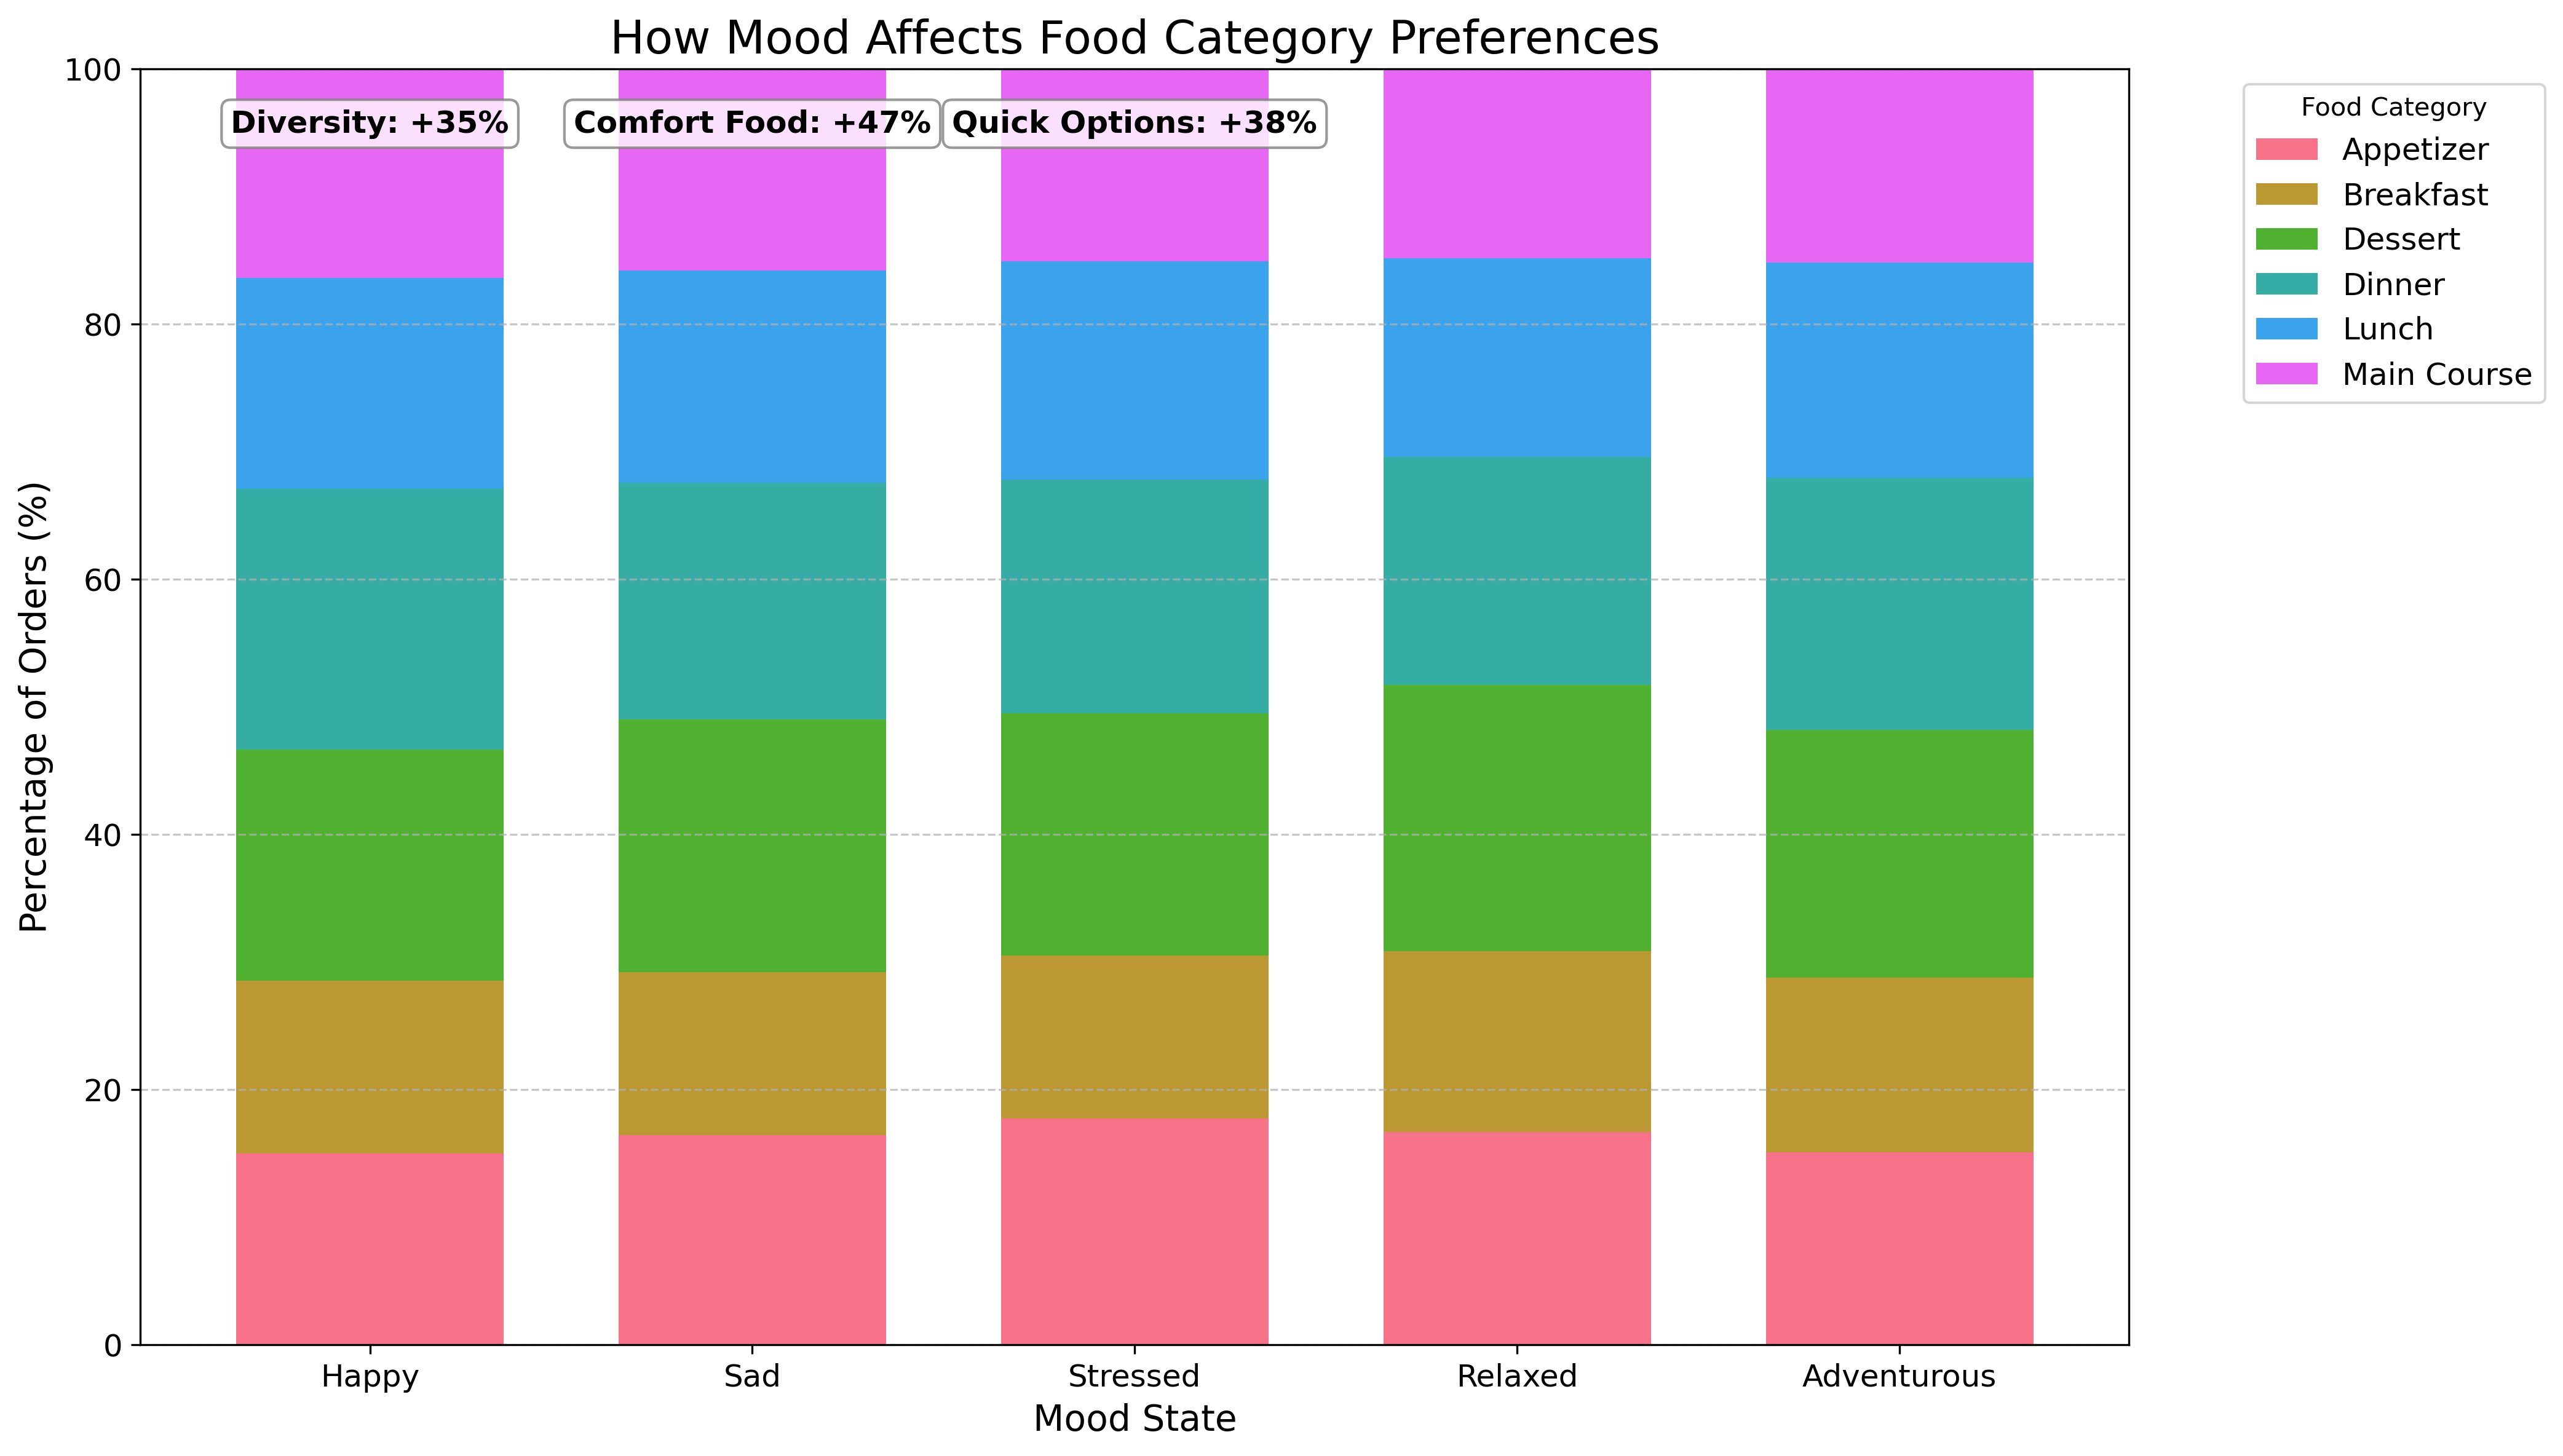 How Mood Affects Food Category Preferences
Percentage of Orders (%)
100
80
60
40
20
0
Diversity: +35%
Comfort Food: +47%
Quick Options: +38%
Happy
Sad
Stressed
Relaxed
Adventurous
Mood State
Food Category
Appetizer
Breakfast
Dessert
Dinner
Lunch
Main Course